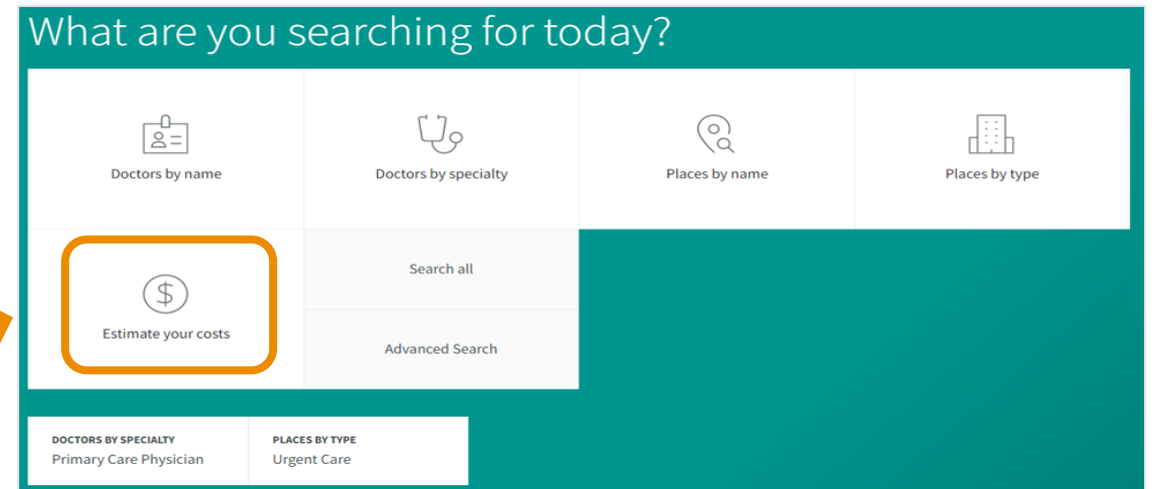 What are you searching for today?
Doctors by name
Doctors by specialty
Places by name
Places by type
$
Estimate your costs
Search all
Advanced Search
DOCTORS BY SPECIALTY
Primary Care Physician
PLACES BY TYPE
Urgent Care